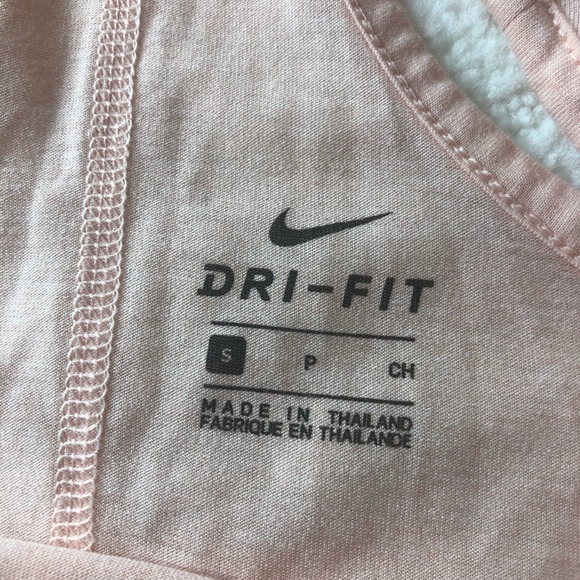 DRI-FIT
S P CH
MADE IN THAILAND
FABRIQUE EN THAILANDE